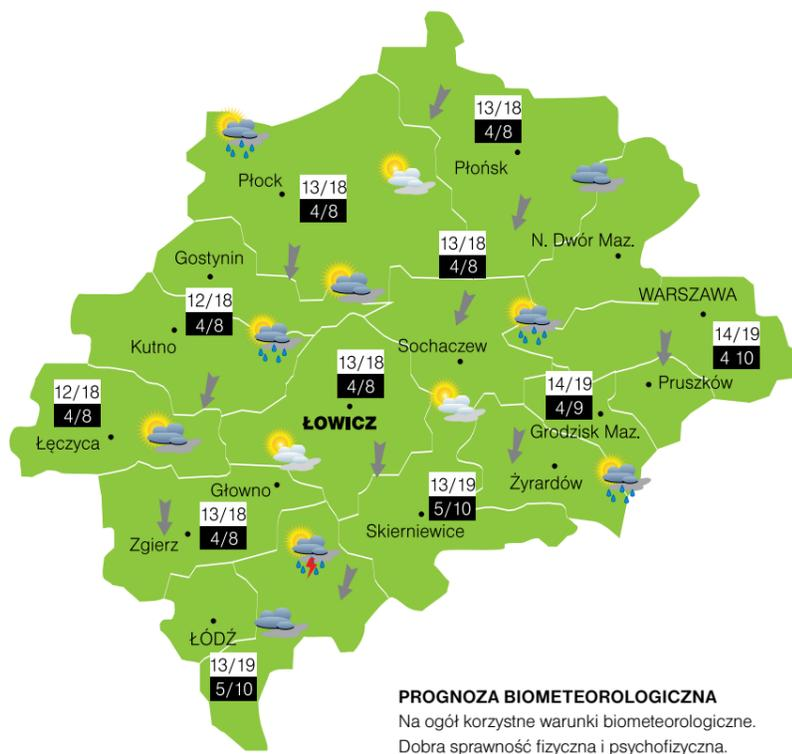 13/18
4/8
Płońsk
Płock
13/18
4/8
13/18
4/8
N. Dwór Maz.
Gostynin
WARSZAWA
12/18
4/8
Kutno
14/19
4 10
Sochaczew
13/18
4/8
ŁOWICZ
12/18
4/8
Łęczyca
14/19
4/9
Pruszków
Grodzisk Maz.
Żyrardów
Głowno
13/19
5/10
Skierniewice
13/18
4/8
Zgierz
ŁÓDŹ
13/19
5/10
PROGNOZA BIOMETEOROLOGICZNA
Na ogół korzystne warunki biometeorologiczne.
Dobra sprawność fizyczna i psychofizyczna.